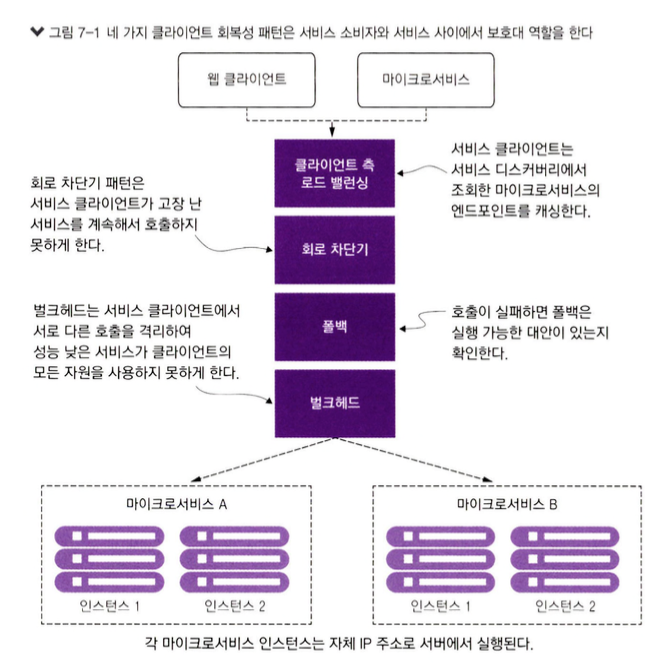 그림 7-1 네 가지 클라이언트 회복성 패턴은 서비스 소비자와 서비스 사이에서 보호대 역할을 한다
웹 클라이언트
마이크로서비스
클라이언트 측
로드 밸런싱
서비스 클라이언트는
서비스 디스커버리에서
조회한 마이크로서비스의
엔드포인트를 캐싱한다.
회로 차단기 패턴은
서비스 클라이언트가 고장 난
서비스를 계속해서 호출하지
못하게 한다.
회로 차단기
벌크헤드는 서비스 클라이언트에서
서로 다른 호출을 격리하여
성능 낮은 서비스가 클라이언트의
모든 자원을 사용하지 못하게 한다.
폴백
호출이 실패하면 폴백은
실행 가능한 대안이 있는지
확인한다.
벌크헤드
마이크로서비스 A
인스턴스 1
인스턴스 2
마이크로서비스 B
인스턴스 1
인스턴스 2
각 마이크로서비스 인스턴스는 자체 IP 주소로 서버에서 실행된다.